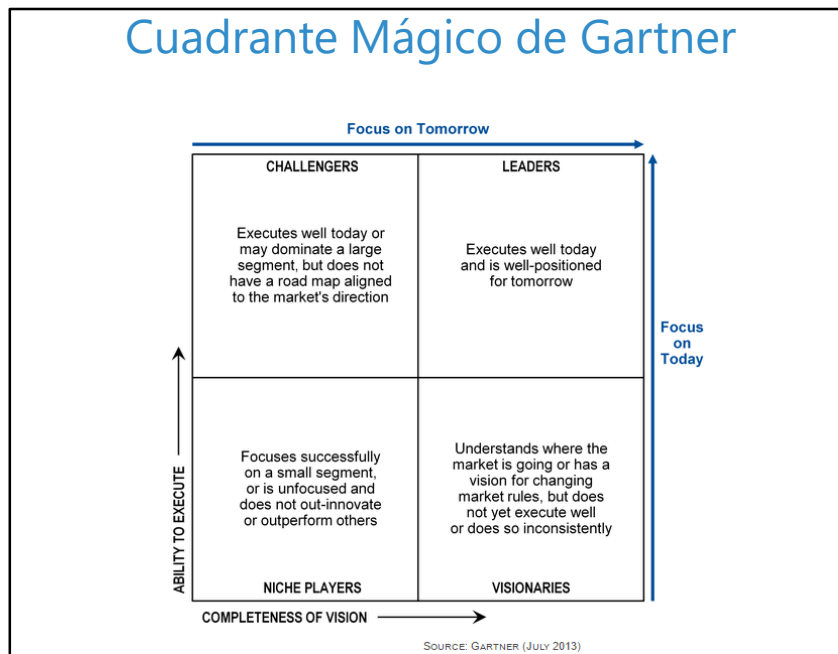 Cuadrante Mágico de Gartner
Focus on Tomorrow
CHALLENGERS
Executes well today or
may dominate a large
segment, but does not
have a road map aligned
to the market's direction
LEADERS
Executes well today
and is well-positioned
for tomorrow
Focus
on
Today
ABILITY TO EXECUTE
Focuses successfully
on a small segment,
or is unfocused and
does not out-innovate
or outperform others
NICHE PLAYERS
Understands where the
market is going or has a
vision for changing
market rules, but does
not yet execute well
or does so inconsistently
VISIONARIES
COMPLETENESS OF VISION
SOURCE: GARTNER (JULY 2013)